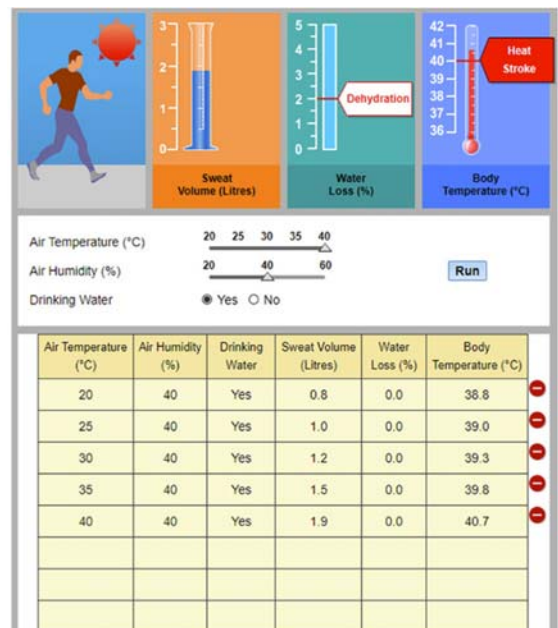 3
2
1
0
Sweat
Volume (Litres)
5
4
3
2
1
0
Dehydration
Water
Loss (%)
42
41
40
39
38
37
36
Heat
Stroke
Body
Temperature (°C)
Air Temperature (°C) 20 25 30 35 40
Air Humidity (%) 20 40 60
Run
Drinking Water Yes No
Air Temperature (°C) Air Humidity (%) Drinking Water Sweat Volume (Litres) Water Loss (%) Body Temperature (°C)
20 40 Yes 0.8 0.0 38.8
25 40 Yes 1.0 0.0 39.0
30 40 Yes 1.2 0.0 39.3
35 40 Yes 1.5 0.0 39.8
40 40 Yes 1.9 0.0 40.7